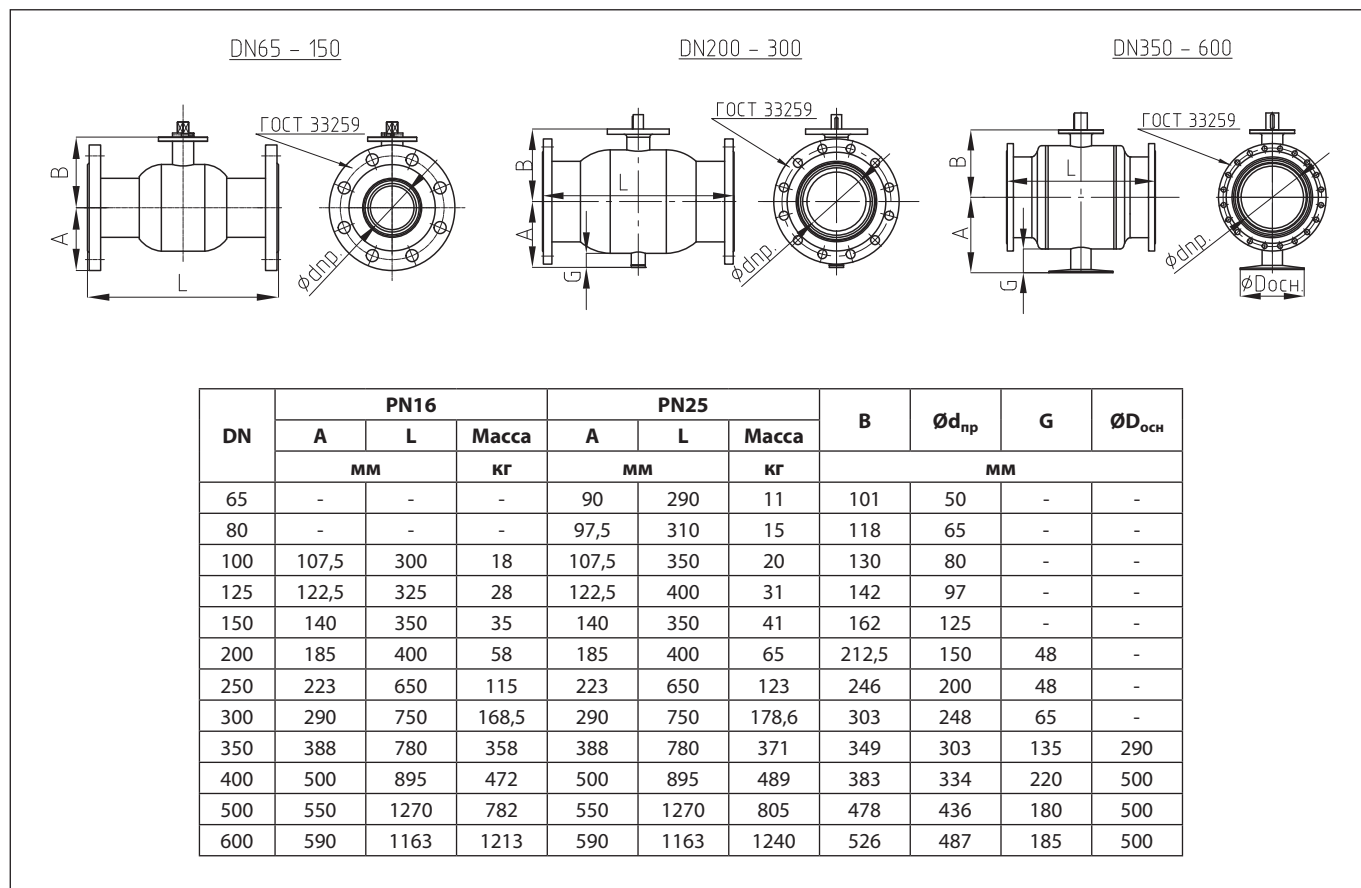 DN65 – 150
DN200 – 300
DN350 – 600
ГОСТ 33259
B
A
L
Ødпр.
ГОСТ 33259
B
A
L
G
Ødпр.
ГОСТ 33259
B
A
L
G
Ødпр.
ØDосн.
DN PN16 PN25 B Ødпр G ØDосн
A L Масса A L Масса
мм кг мм кг мм
65 - - - 90 290 11 101 50 - -
80 - - - 97,5 310 15 118 65 - -
100 107,5 300 18 107,5 350 20 130 80 - -
125 122,5 325 28 122,5 400 31 142 97 - -
150 140 350 35 140 350 41 162 125 - -
200 185 400 58 185 400 65 212,5 150 48 -
250 223 650 115 223 650 123 246 200 48 -
300 290 750 168,5 290 750 178,6 303 248 65 -
350 388 780 358 388 780 371 349 303 135 290
400 500 895 472 500 895 489 383 334 220 500
500 550 1270 782 550 1270 805 478 436 180 500
600 590 1163 1213 590 1163 1240 526 487 185 500